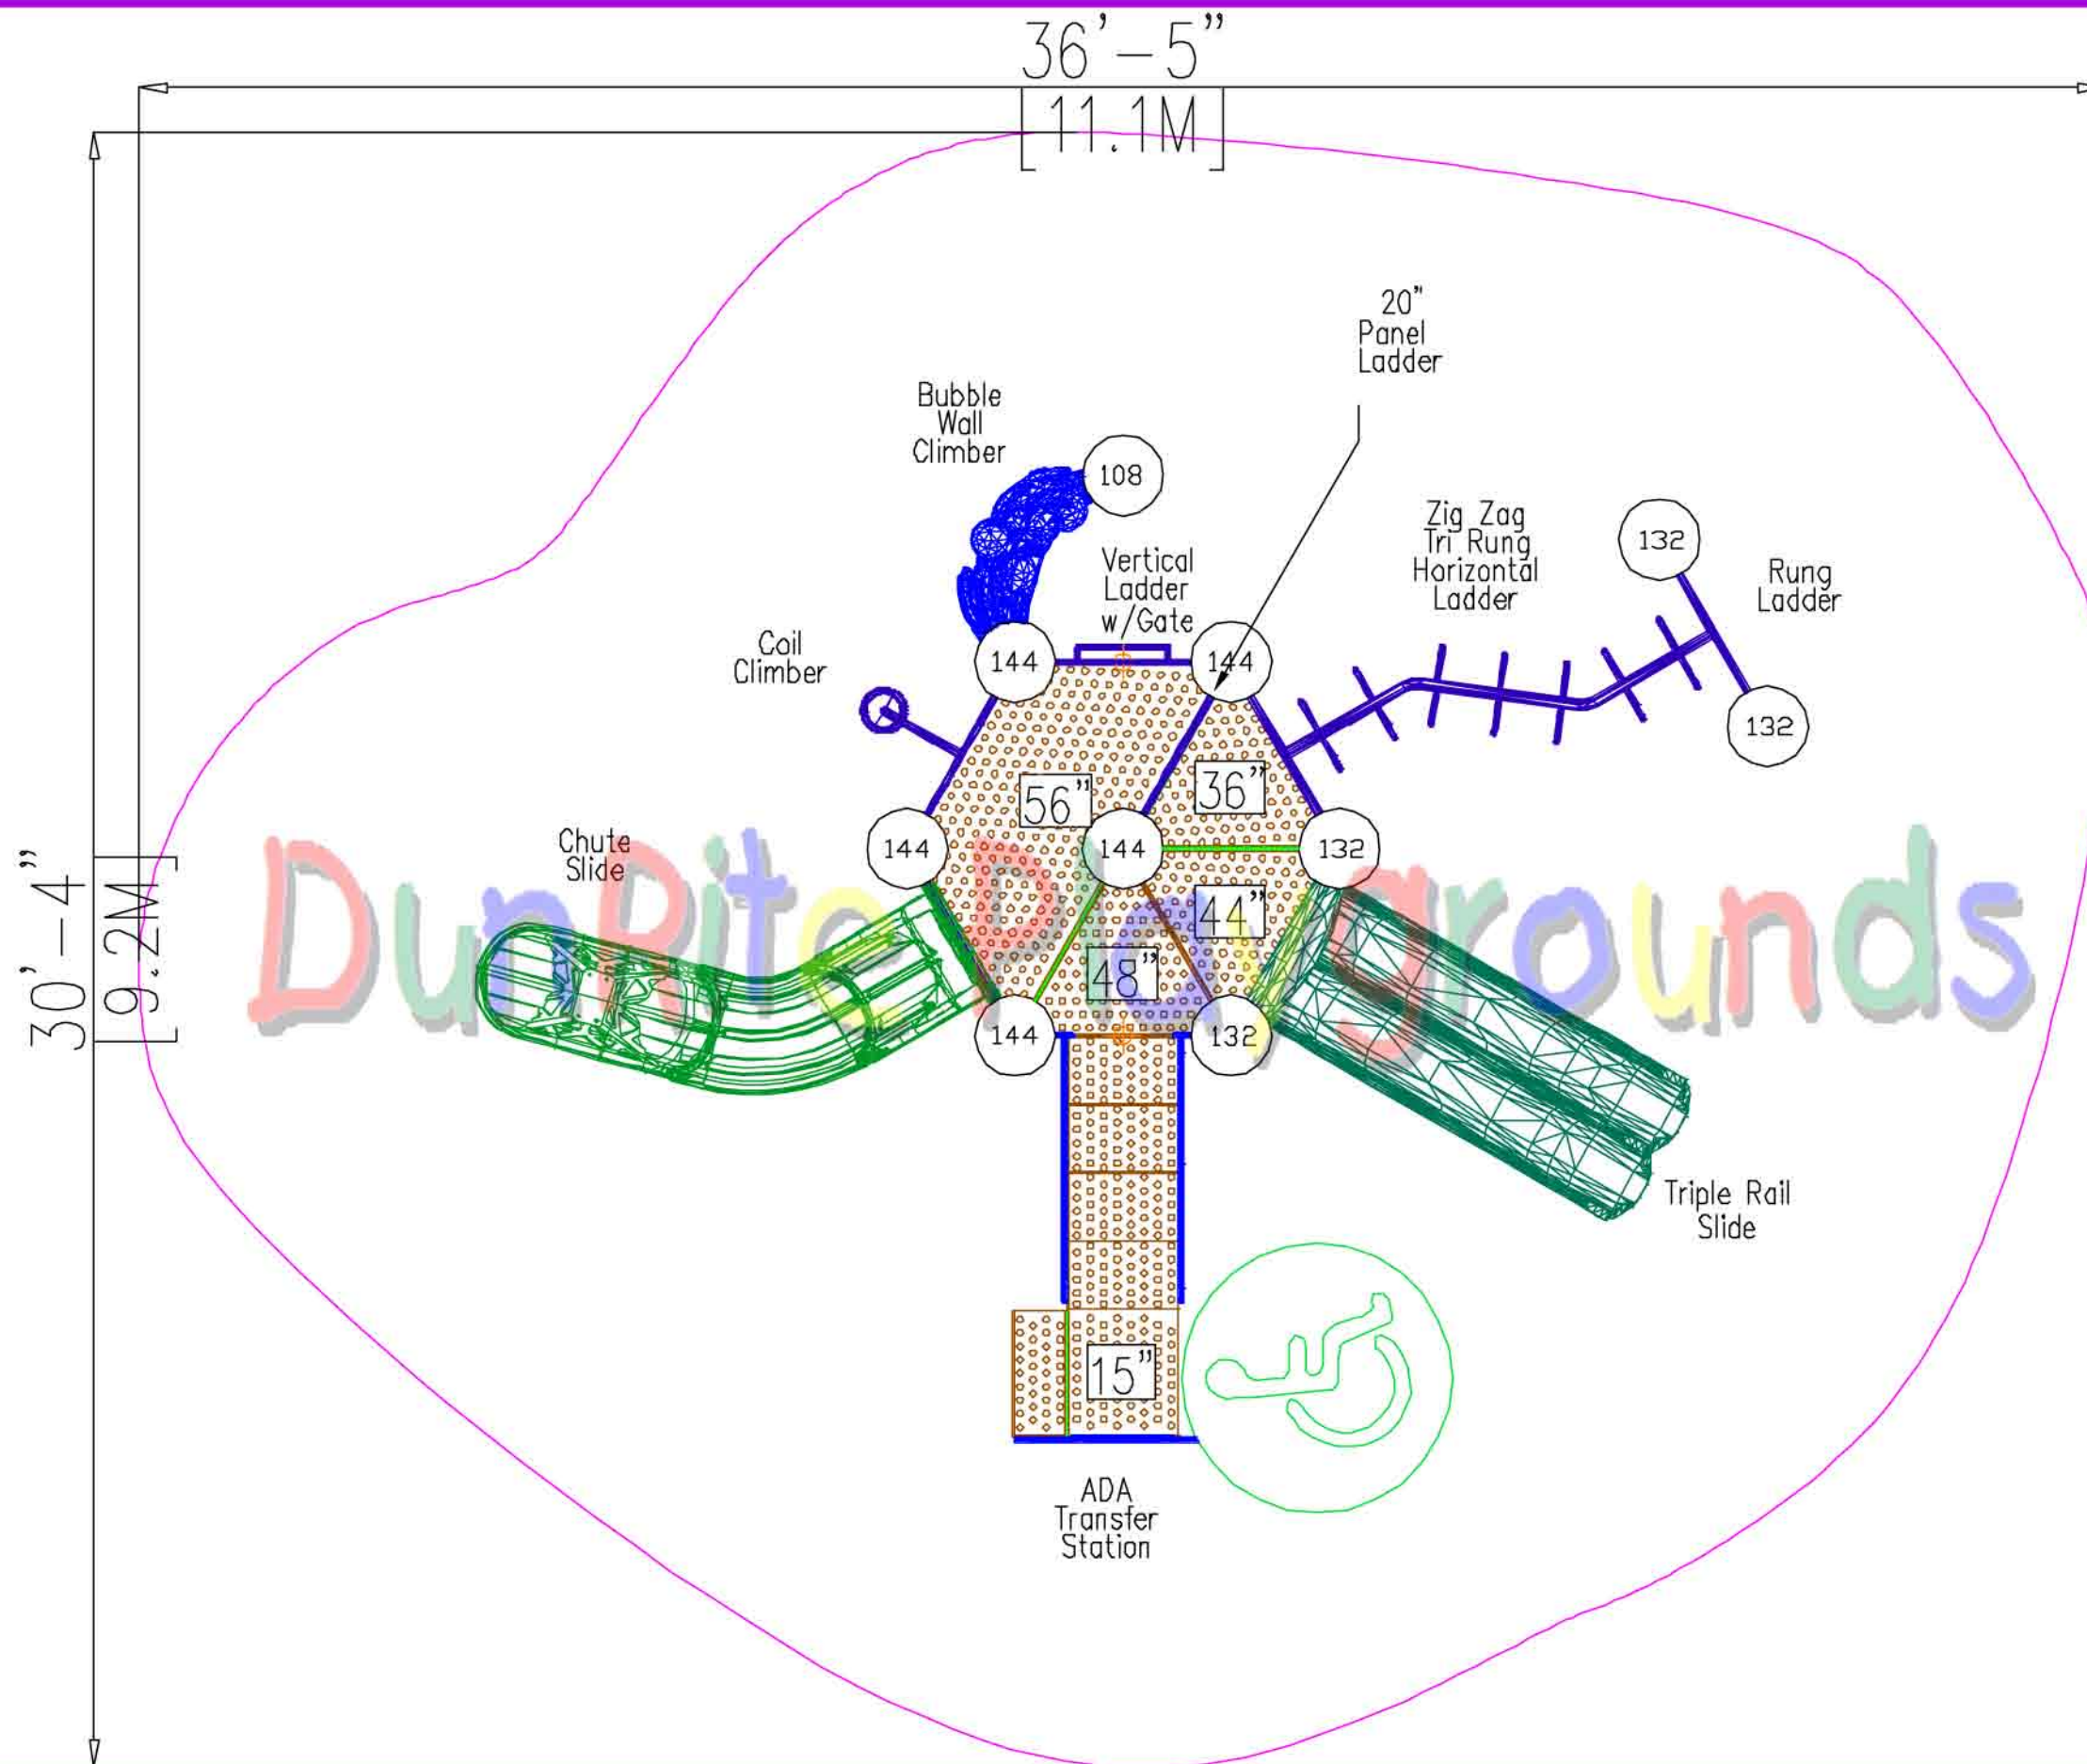 36’-5”
[11.1M]
20"
Panel
Ladder
Bubble
Wall
Climber
108
Zig Zag
Tri Rung
Horizontal
Ladder
132
Rung
Ladder
Vertical
Ladder
w/Gate
Coil
Climber
144
144
132
56”
36”
Chute
Slide
144
144
132
30’-4”
[9.2M]
DunRite Playgrounds
44”
48”
144
132
Triple Rail
Slide
15”
ADA
Transfer
Station